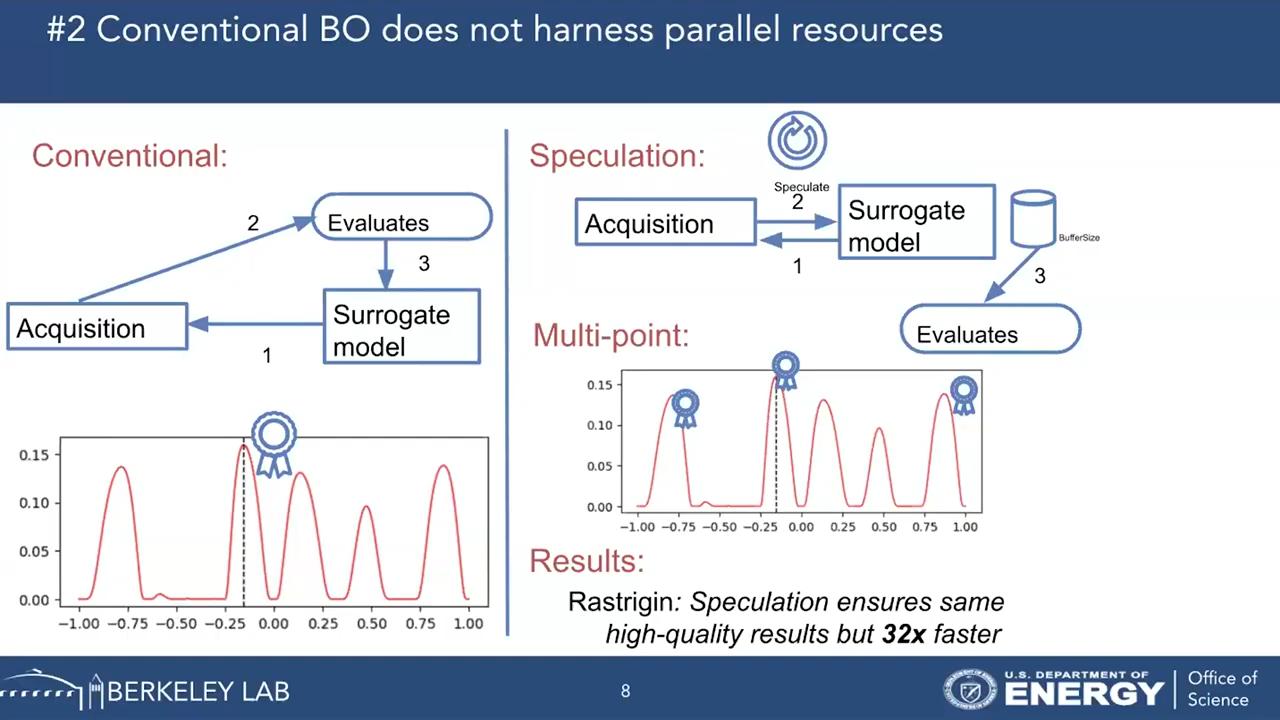 #2 Conventional BO does not harness parallel resources
Conventional:
2
Evaluates
3
Acquisition
Surrogate
model
1
0.15
0.10
0.05
0.00
−1.00 −0.75 −0.50 −0.25 0.00 0.25 0.50 0.75 1.00
Speculation:
Speculate
2
Acquisition
Surrogate
model
BufferSize
1
3
Evaluates
Multi-point:
0.15
0.10
0.05
0.00
−1.00 −0.75 −0.50 −0.25 0.00 0.25 0.50 0.75 1.00
Results:
Rastrigin: Speculation ensures same
high-quality results but 32x faster
BERKELEY LAB
8
U.S. DEPARTMENT OF
ENERGY
Office of
Science